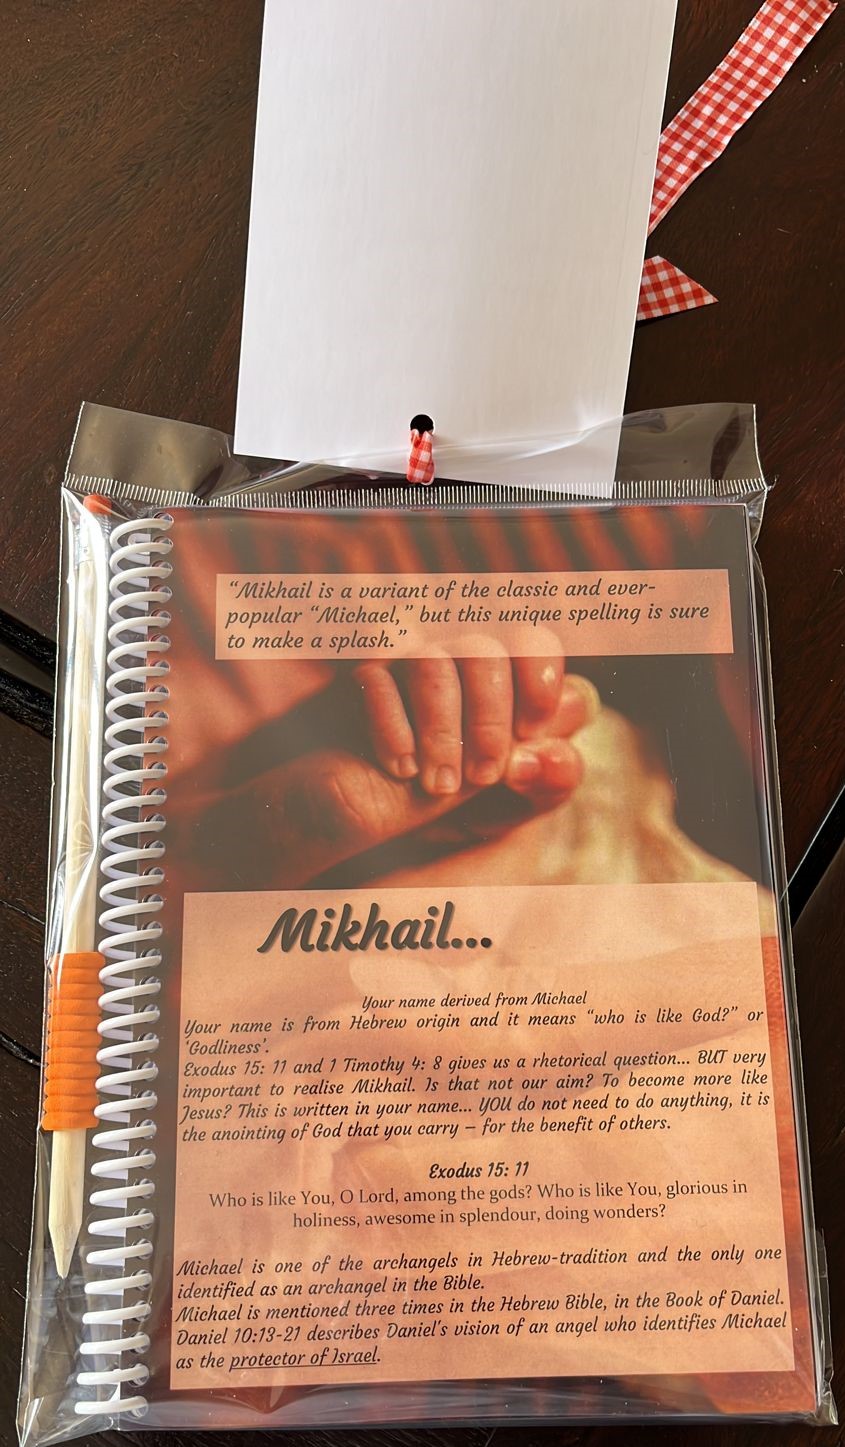 “Mikhail is a variant of the classic and ever-
popular “Michael,” but this unique spelling is sure
to make a splash.”
Mikhail...
Your name derived from Michael
Your name is from Hebrew origin and it means “who is like God?” or
‘Godliness’.
Exodus 15: 11 and 1 Timothy 4: 8 gives us a rhetorical question... BUT very
important to realise Mikhail. Is that not our aim? To become more like
Jesus? This is written in your name... YOU do not need to do anything, it is
the anointing of God that you carry – for the benefit of others.
Exodus 15: 11
Who is like You, O Lord, among the gods? Who is like You, glorious in
holiness, awesome in splendour, doing wonders?
Michael is one of the archangels in Hebrew-tradition and the only one
identified as an archangel in the Bible.
Michael is mentioned three times in the Hebrew Bible, in the Book of Daniel.
Daniel 10:13-21 describes Daniel's vision of an angel who identifies Michael
as the protector of Israel.